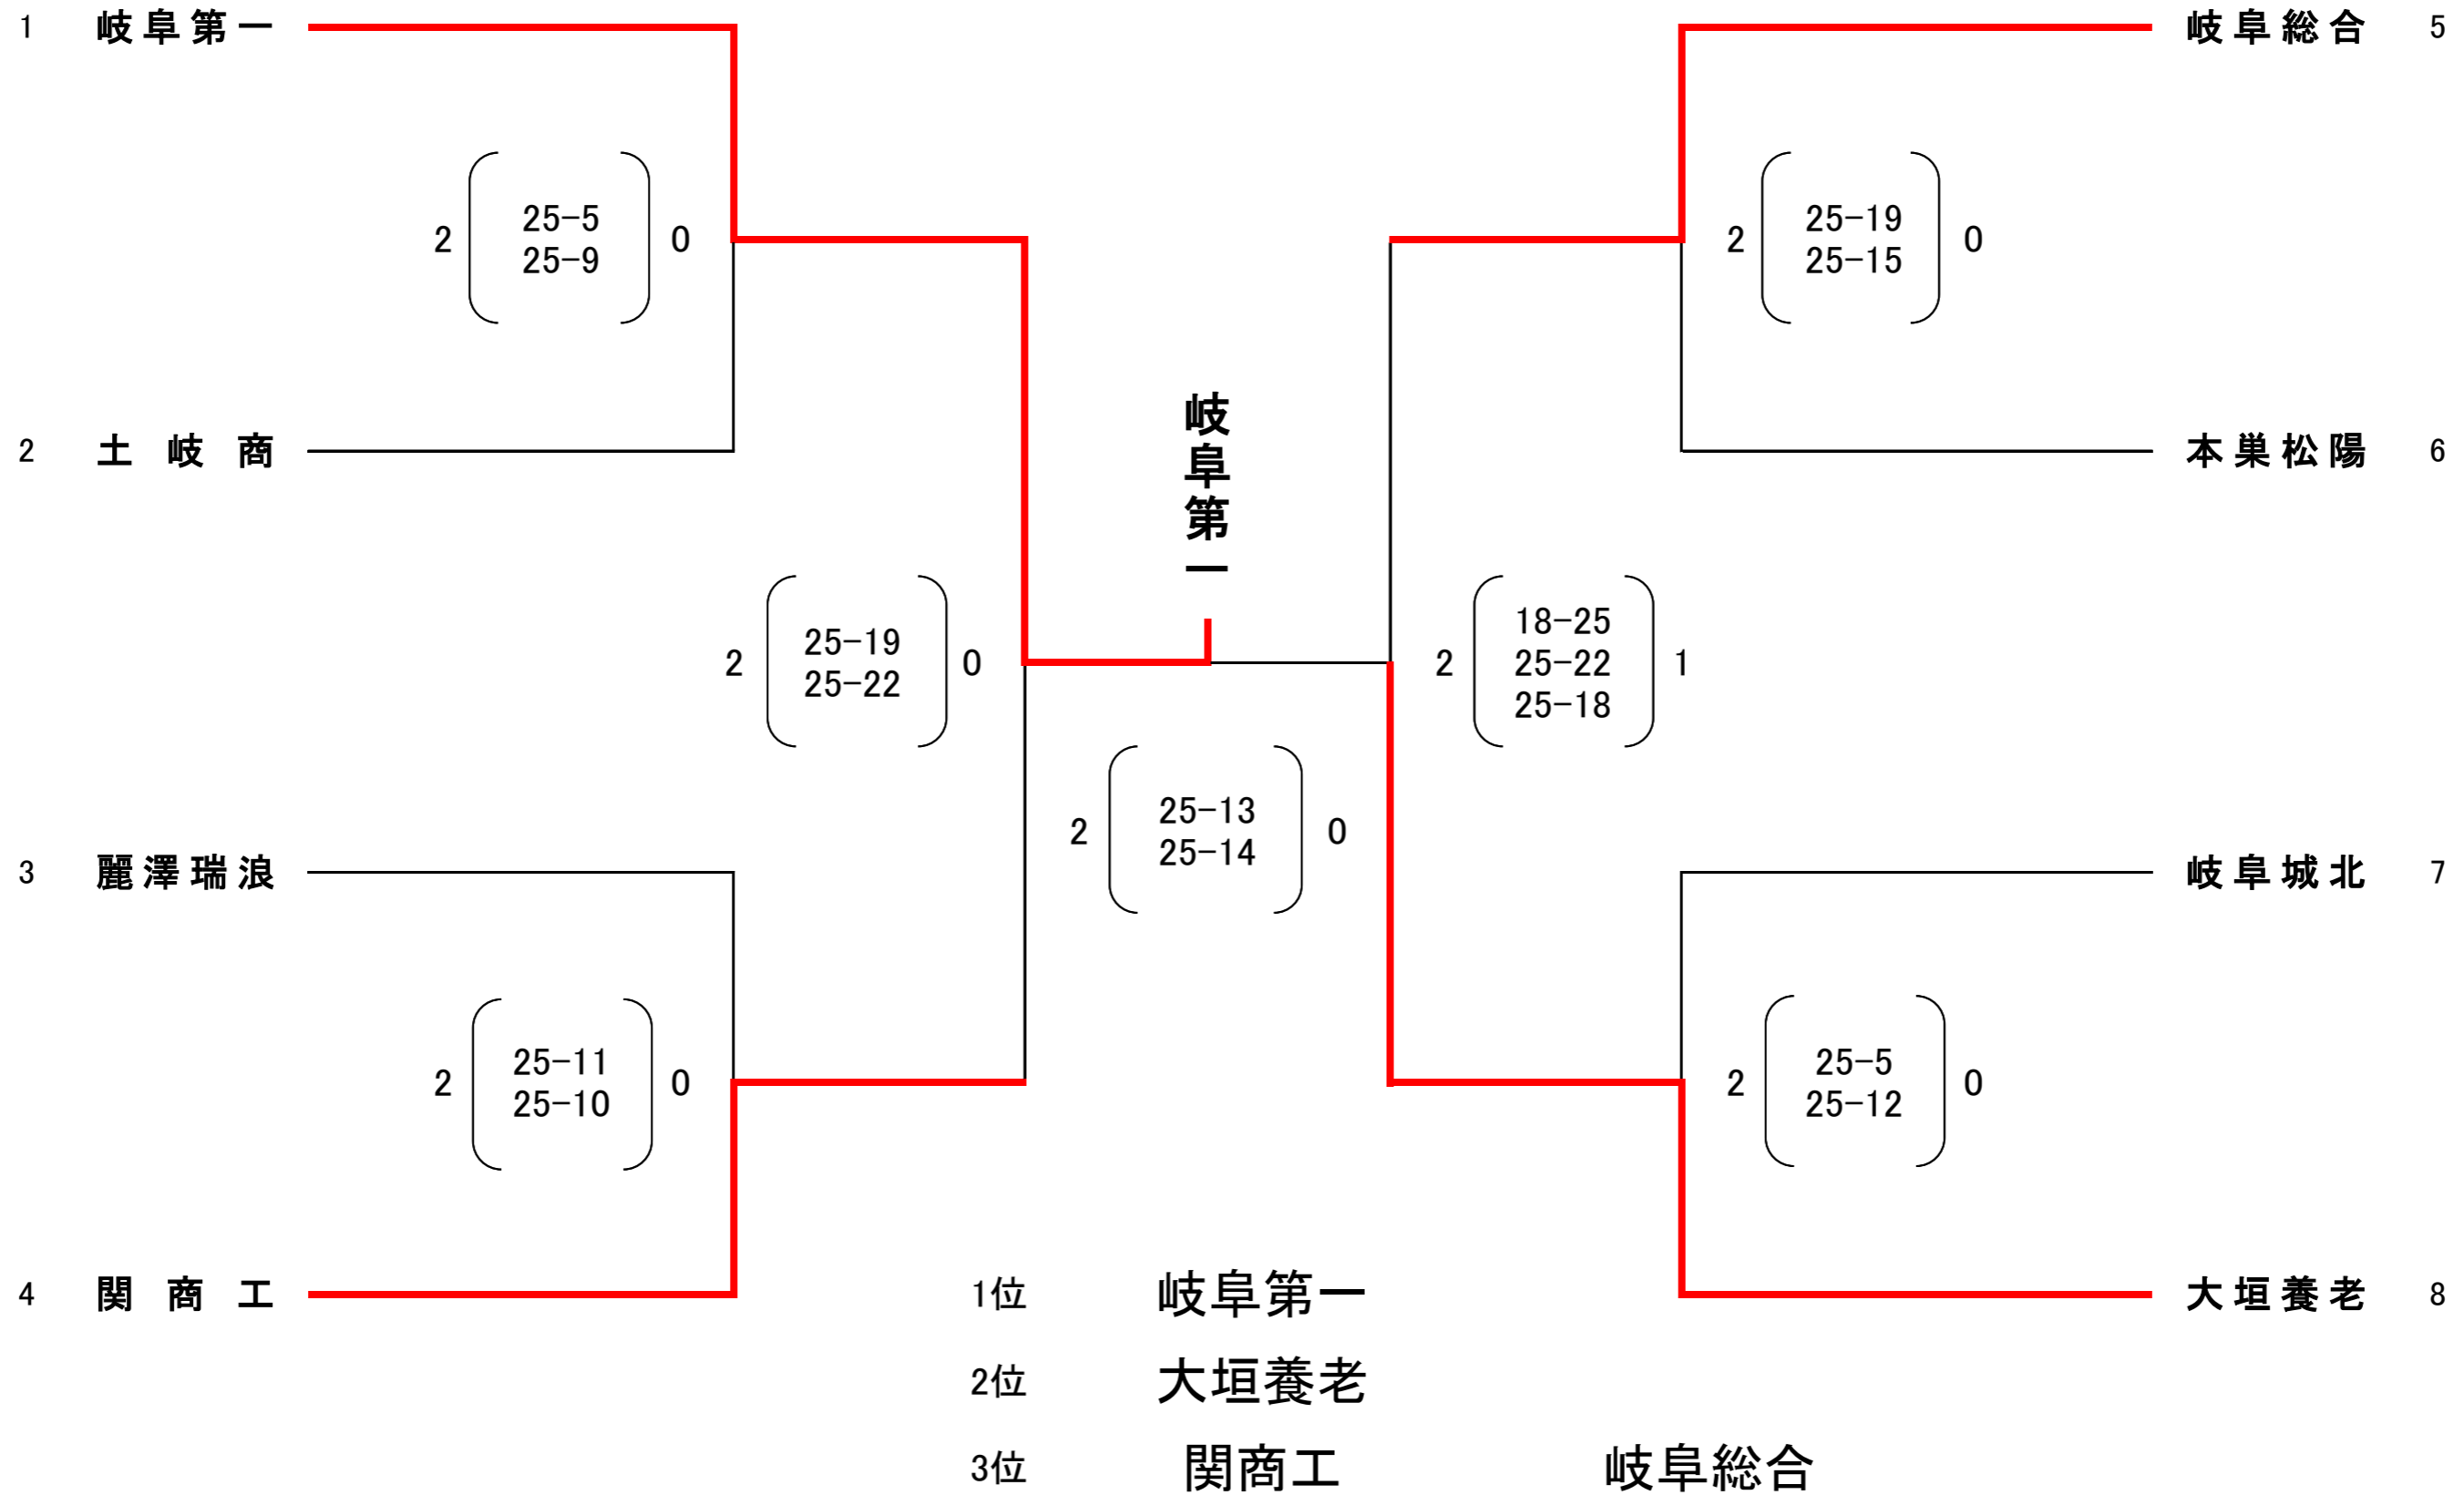 1 岐阜第一
岐阜総合 5
2
25-5
25-9
0
2
25-19
25-15
0
岐阜第一
2 土岐商
本巣松陽 6
2
25-19
25-22
0
2
18-25
25-22
25-18
1
2
25-13
25-14
0
3 麗澤瑞浪
岐阜城北 7
2
25-11
25-10
0
2
25-5
25-12
0
4 関商工
大垣養老 8
1位 岐阜第一
2位 大垣養老
3位 関商工 岐阜総合